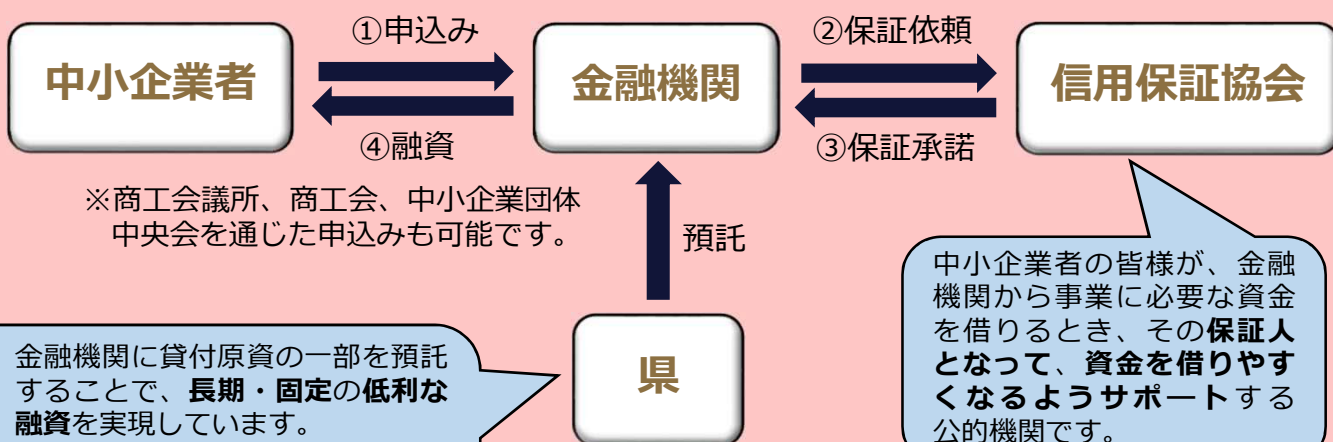 ①申込み
②保証依頼
中小企業者
金融機関
信用保証協会
④融資
③保証承諾
※商工会議所、商工会、中小企業団体
中央会を通じた申込みも可能です。
預託
県
金融機関に貸付原資の一部を預託
することで、長期・固定の低利な
融資を実現しています。
中小企業者の皆様が、金融
機関から事業に必要な資金
を借りるとき、その保証人
となって、資金を借りやす
くなるようサポートする
公的機関です。